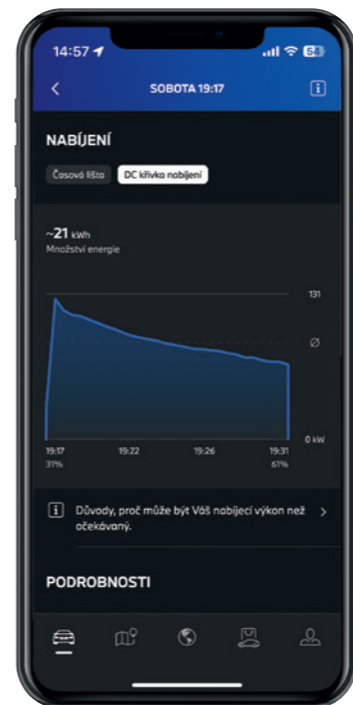 14:57
64
SOBOTA 19:17
NABÍJENÍ
Časová lišta DC křivka nabíjení
~21 kWh
Množství energie
131
Ø
0 kW
19:17 19:22 19:26 19:31
31% 61%
Důvody, proč může být Váš nabíjecí výkon než
očekávaný.
PODROBNOSTI